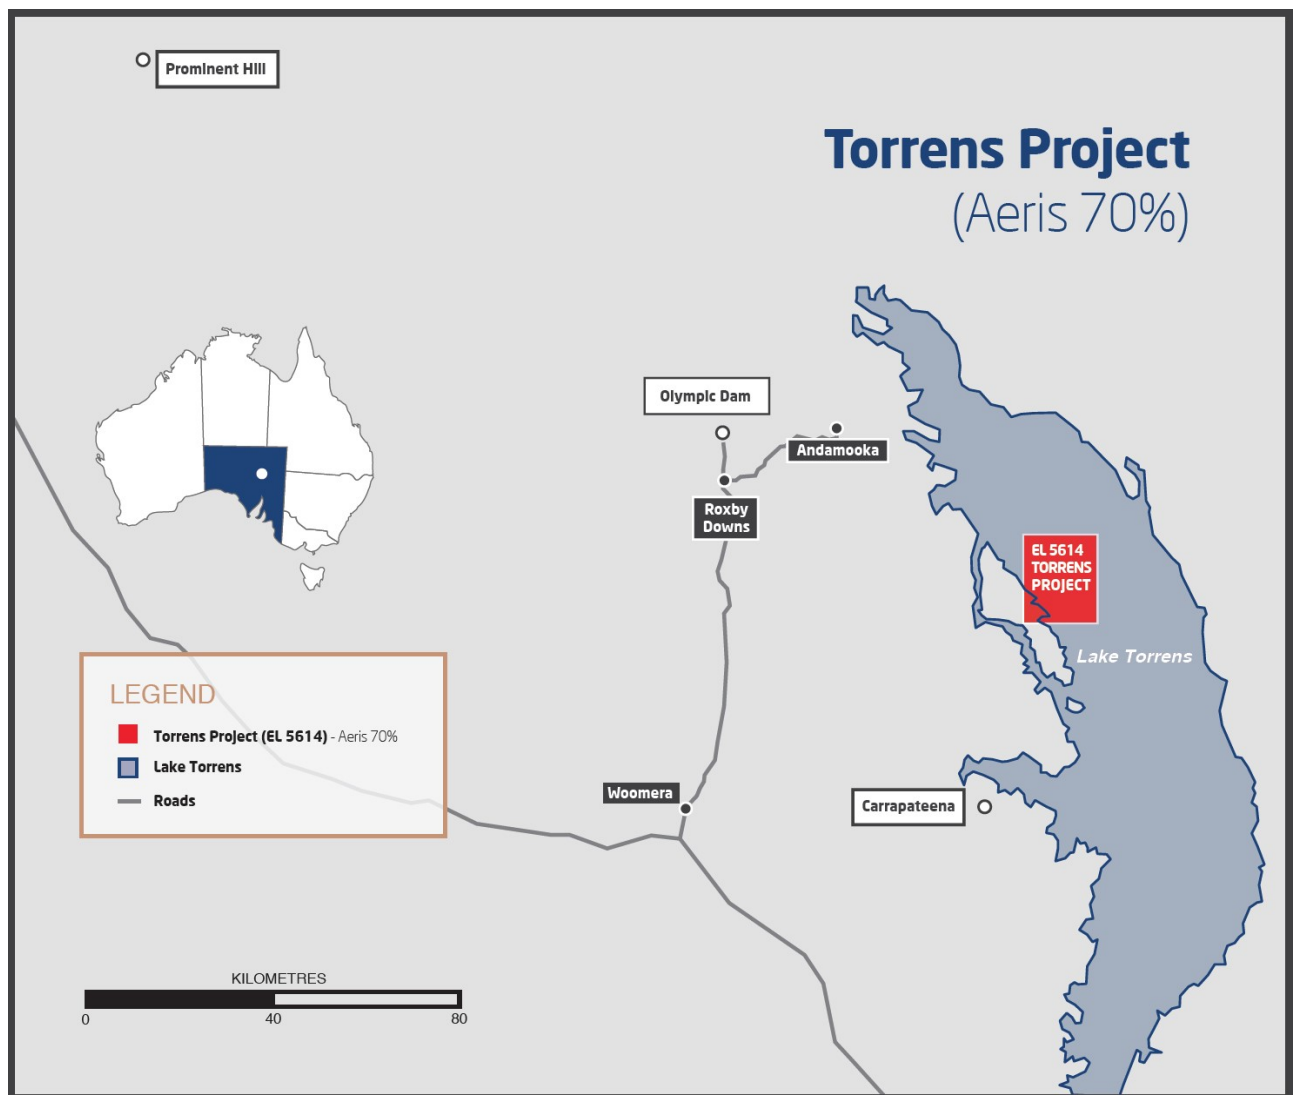 Prominent Hill
Torrens Project
(Aeris 70%)
Olympic Dam
Andamooka
Roxby
Downs
EL 5614
TORRENS
PROJECT
Lake Torrens
LEGEND
Torrens Project (EL 5614) - Aeris 70%
Lake Torrens
Roads
Woomera
Carrapateena
KILOMETRES
0 40 80